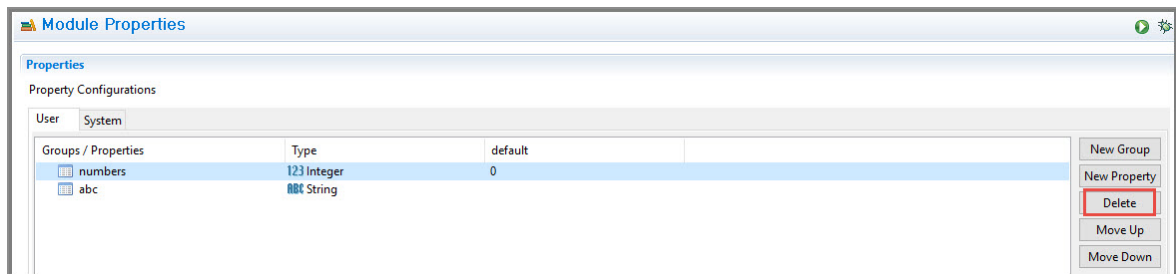 Module Properties
Properties
Property Configurations
User System
Groups / Properties Type default
numbers 123 Integer 0
abc ABC String
New Group
New Property
Delete
Move Up
Move Down